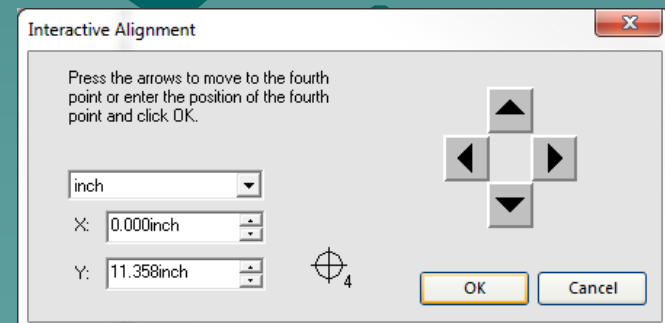 Interactive Alignment
Press the arrows to move to the fourth
point or enter the position of the fourth
point and click OK.
inch
X: 0.000inch
Y: 11.358inch
4
OK Cancel